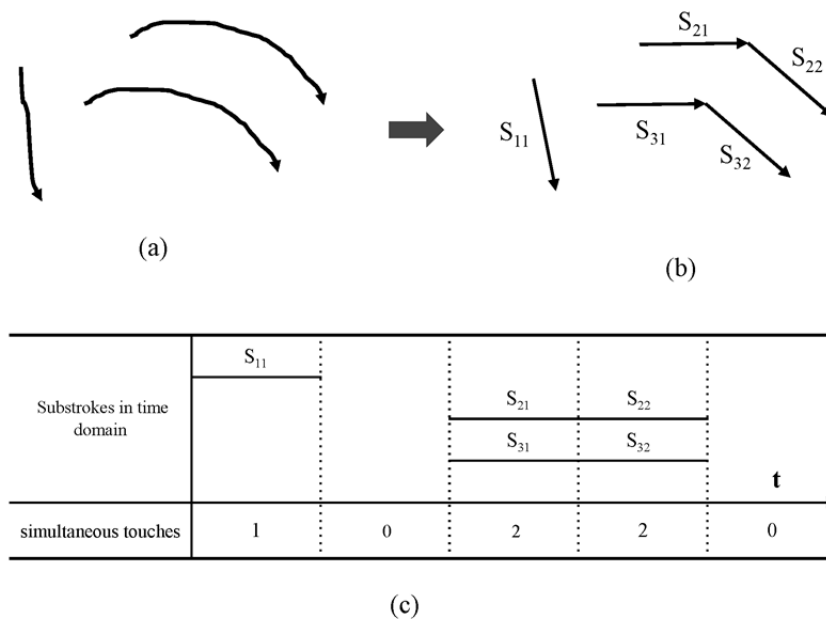 S21
S22
S11
S31
S32
(a)
(b)
S11
Substrokes in time
domain
S21 S22
S31 S32
t
simultaneous touches 1 0 2 2 0
(c)